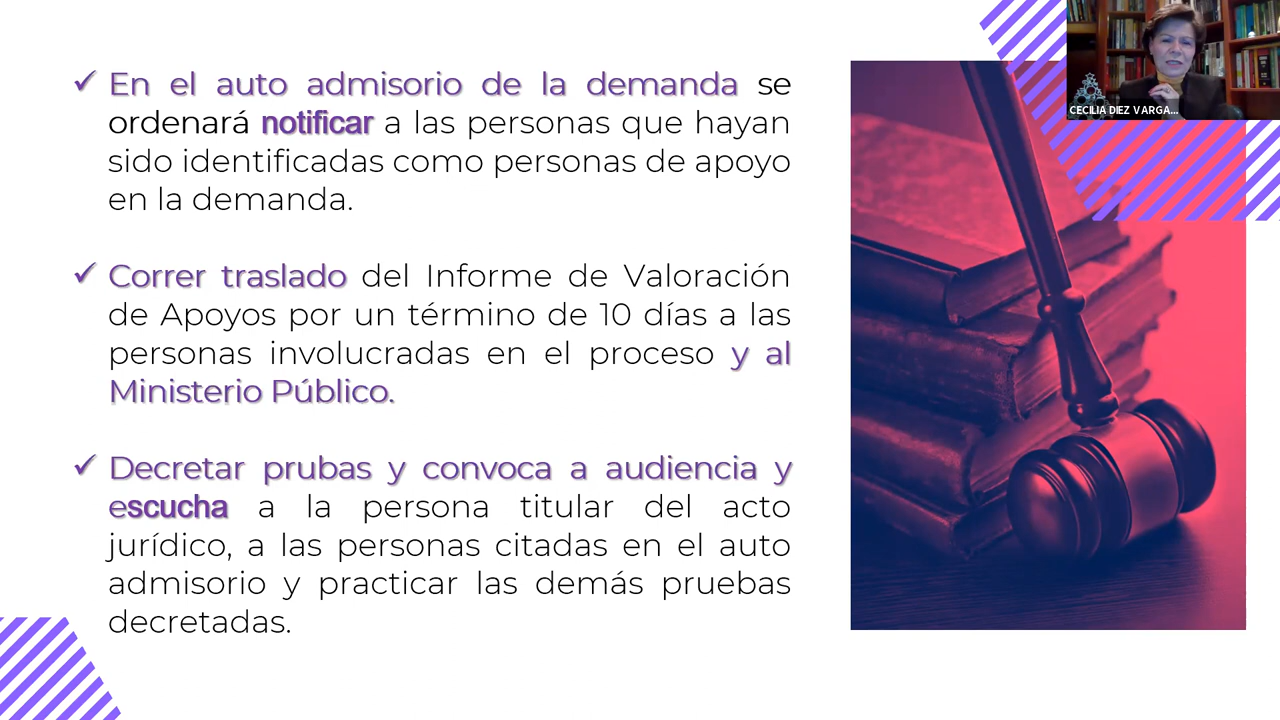 En el auto admisorio de la demanda se
ordenará notificar a las personas que hayan
sido identificadas como personas de apoyo
en la demanda.
Correr traslado del Informe de Valoración
de Apoyos por un término de 10 días a las
personas involucradas en el proceso y al
Ministerio Público.
Decretar prubas y convoca a audiencia y
escucha a la persona titular del acto
jurídico, a las personas citadas en el auto
admisorio y practicar las demás pruebas
decretadas.
CECILIA DIEZ VARGA...